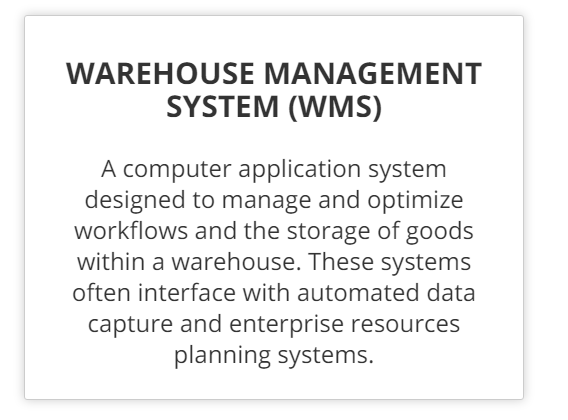 WAREHOUSE MANAGEMENT
SYSTEM (WMS)
A computer application system
designed to manage and optimize
workflows and the storage of goods
within a warehouse. These systems
often interface with automated data
capture and enterprise resources
planning systems.